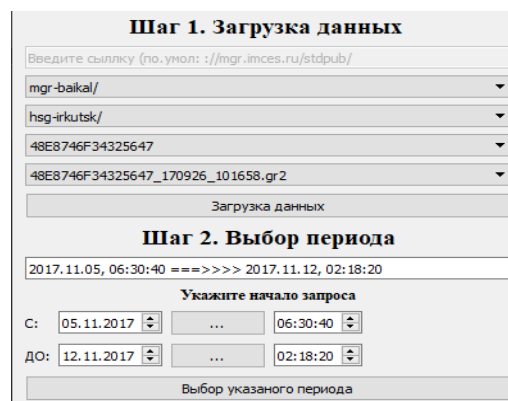 Шаг 1. Загрузка данных
Введите сыллку (по.умол: ://mgr.imces.ru/stdpub/
mgr-baikal/
hsg-irkutsk/
48E8746F34325647
48E8746F34325647_170926_101658.gr2
Загрузка данных
Шаг 2. Выбор периода
2017.11.05, 06:30:40 ===>>>> 2017.11.12, 02:18:20
Укажите начало запроса
С: 05.11.2017 ... 06:30:40
ДО: 12.11.2017 ... 02:18:20
Выбор указаного периода